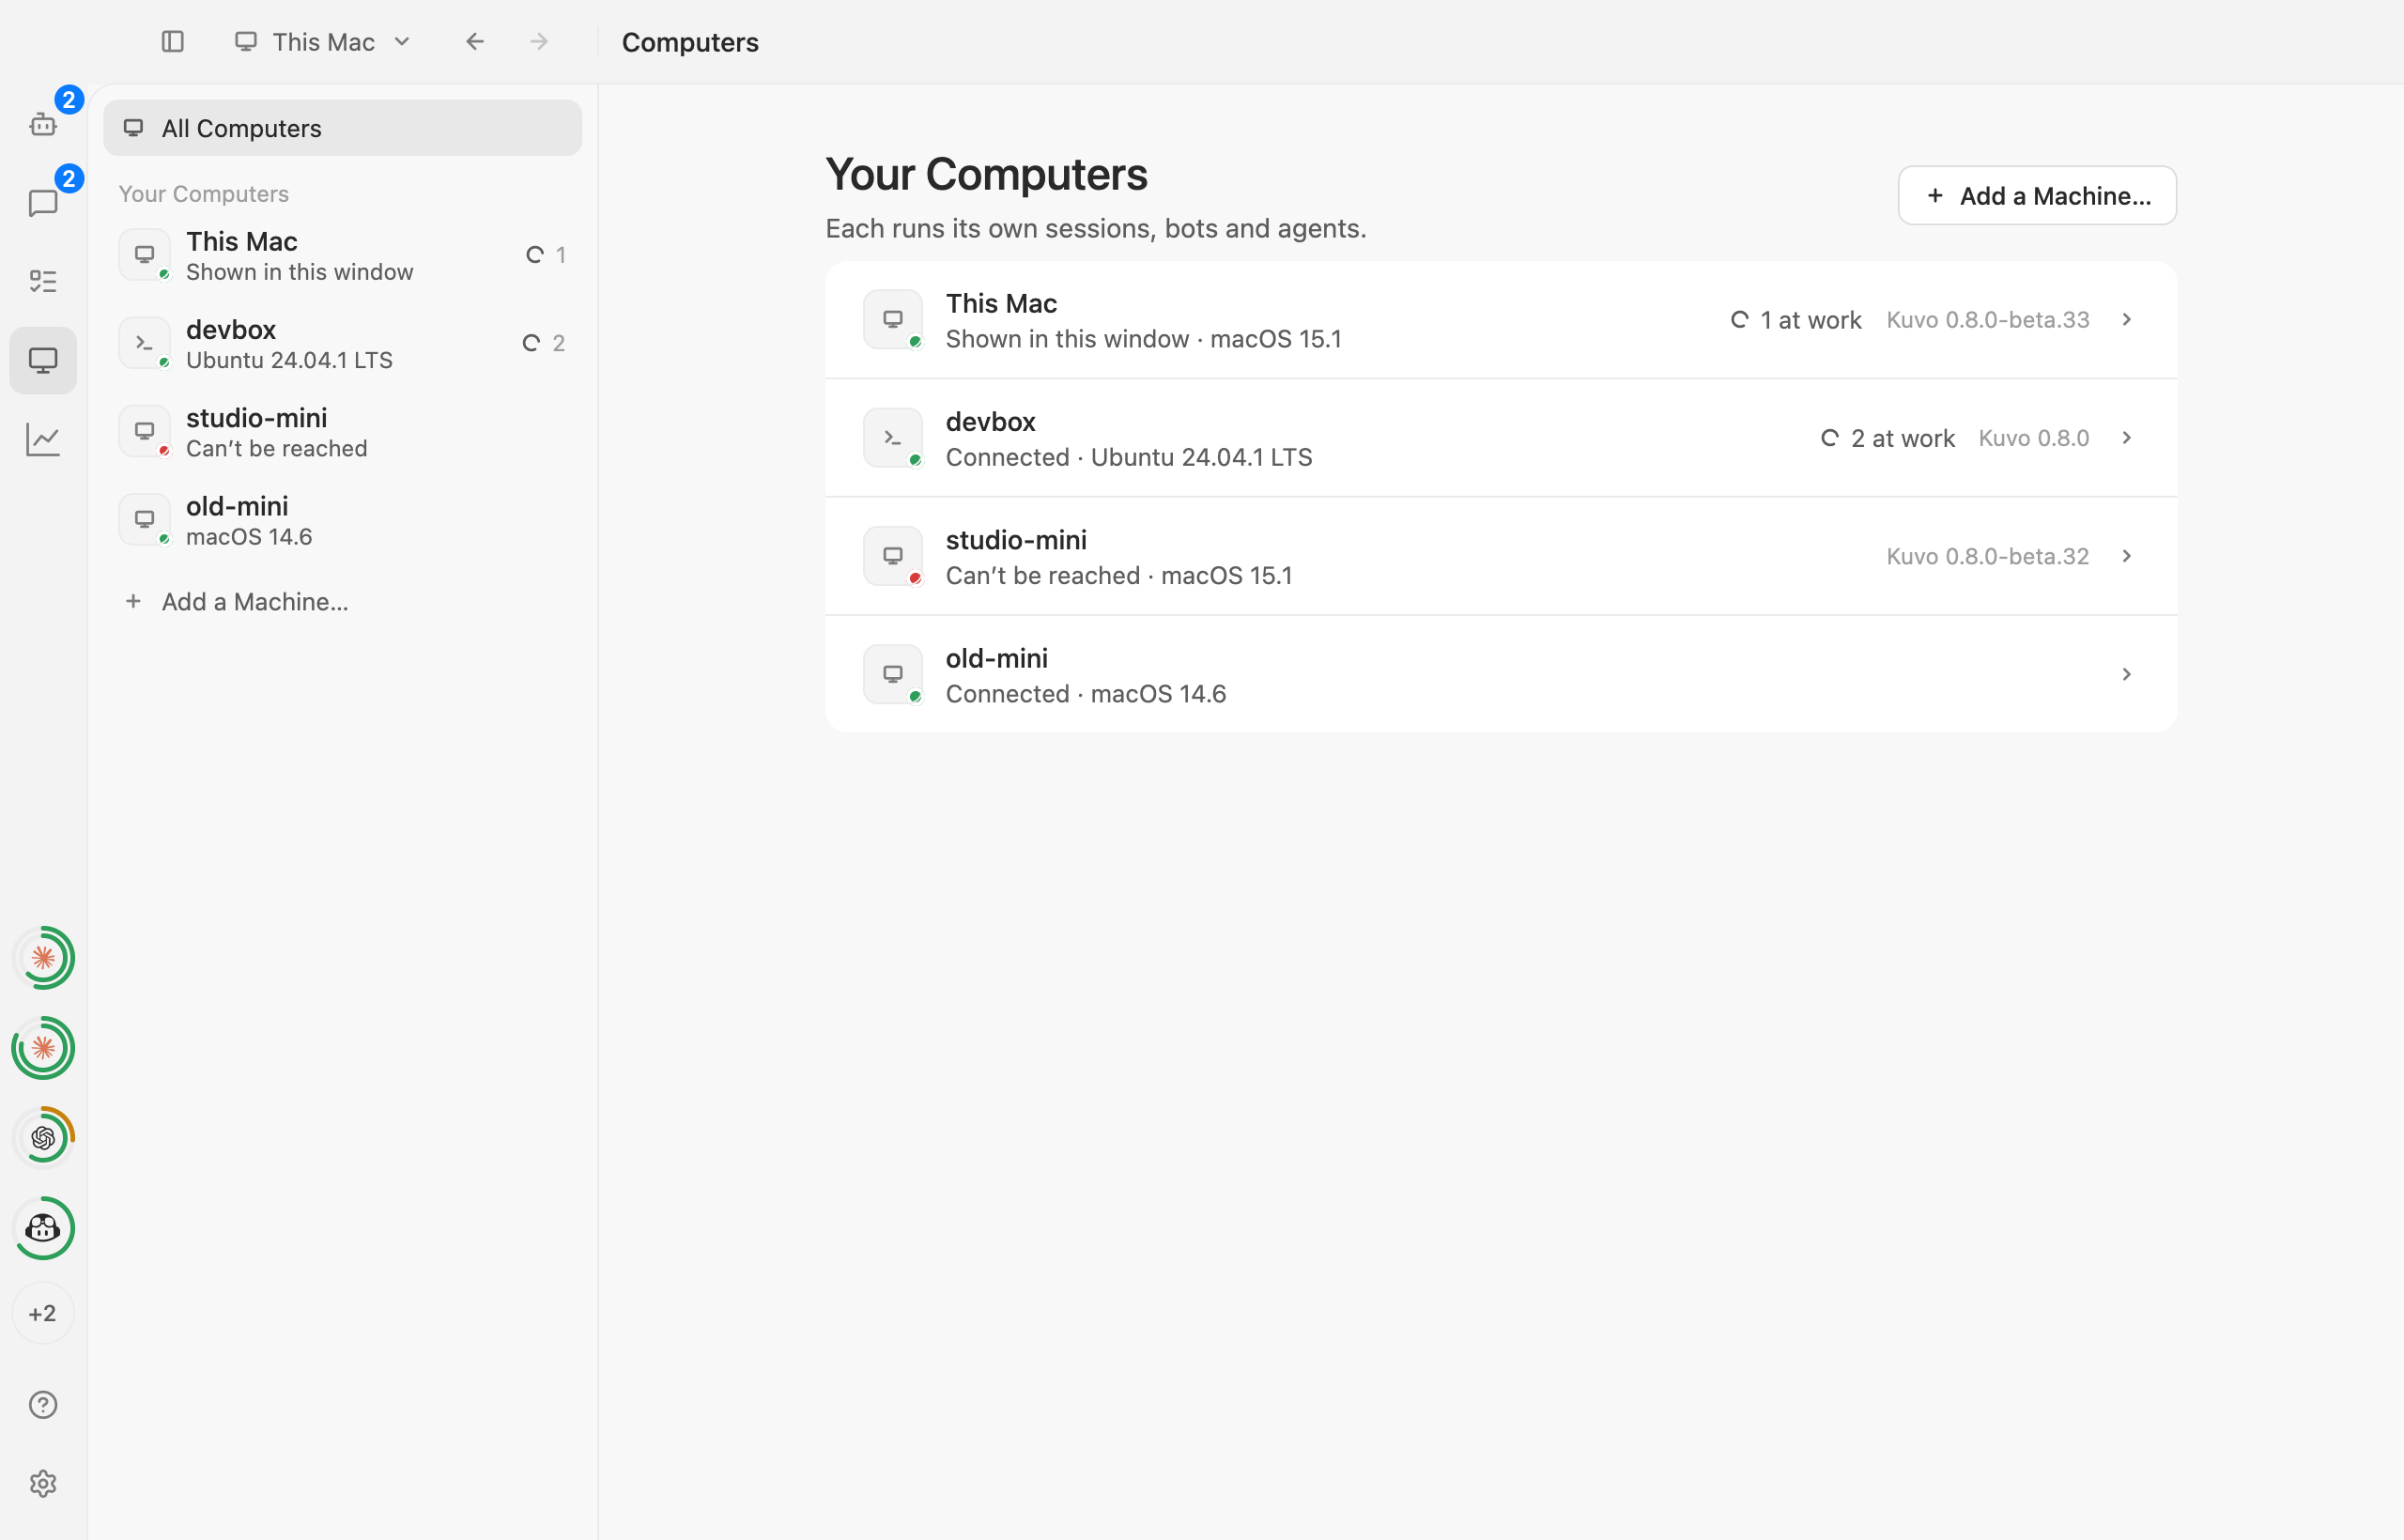 This Mac
Computers
2
2
All Computers
Your Computers
This Mac
Shown in this window
1
devbox
Ubuntu 24.04.1 LTS
2
studio-mini
Can’t be reached
old-mini
macOS 14.6
+ Add a Machine...
Your Computers
Each runs its own sessions, bots and agents.
+ Add a Machine...
This Mac
Shown in this window · macOS 15.1
1 at work
Kuvo 0.8.0-beta.33
devbox
Connected · Ubuntu 24.04.1 LTS
2 at work
Kuvo 0.8.0
studio-mini
Can’t be reached · macOS 15.1
Kuvo 0.8.0-beta.32
old-mini
Connected · macOS 14.6
+2